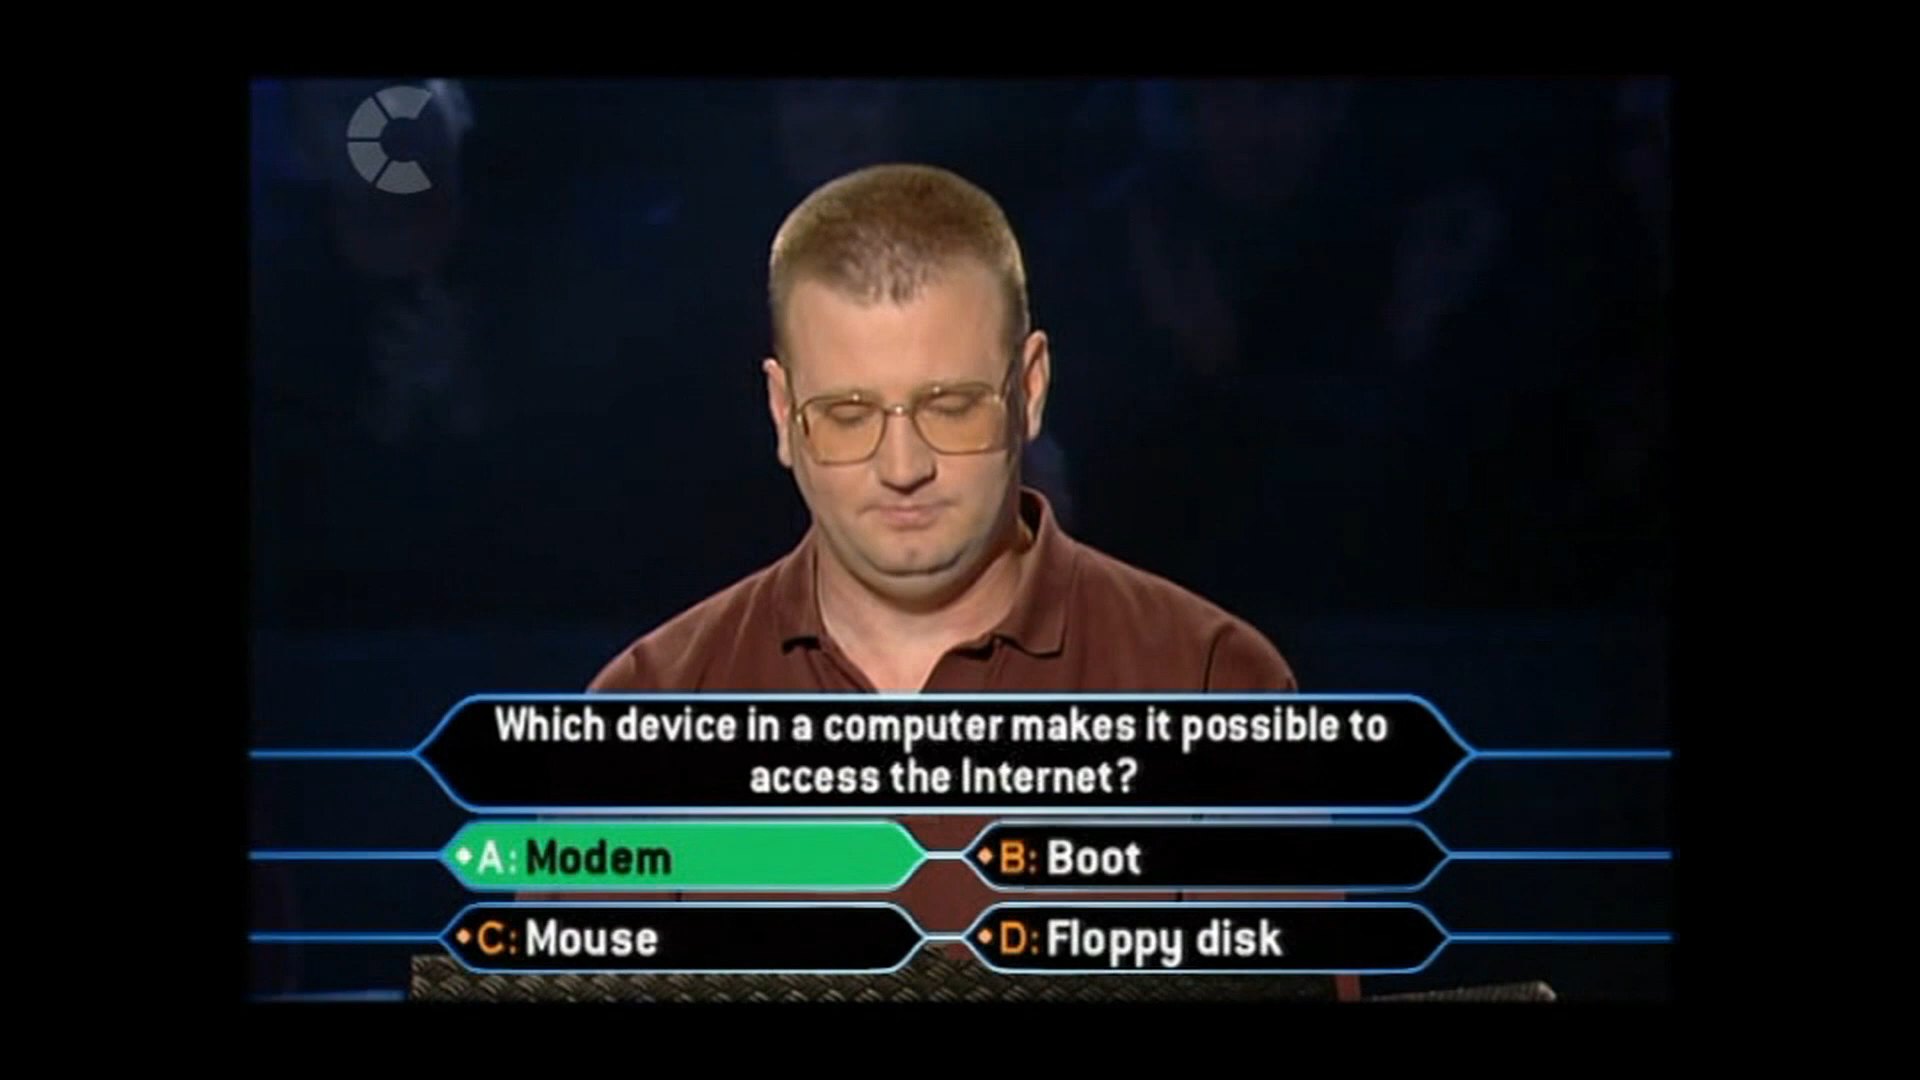 Which device in a computer makes it possible to
access the Internet?
A: Modem
B: Boot
C: Mouse
D: Floppy disk